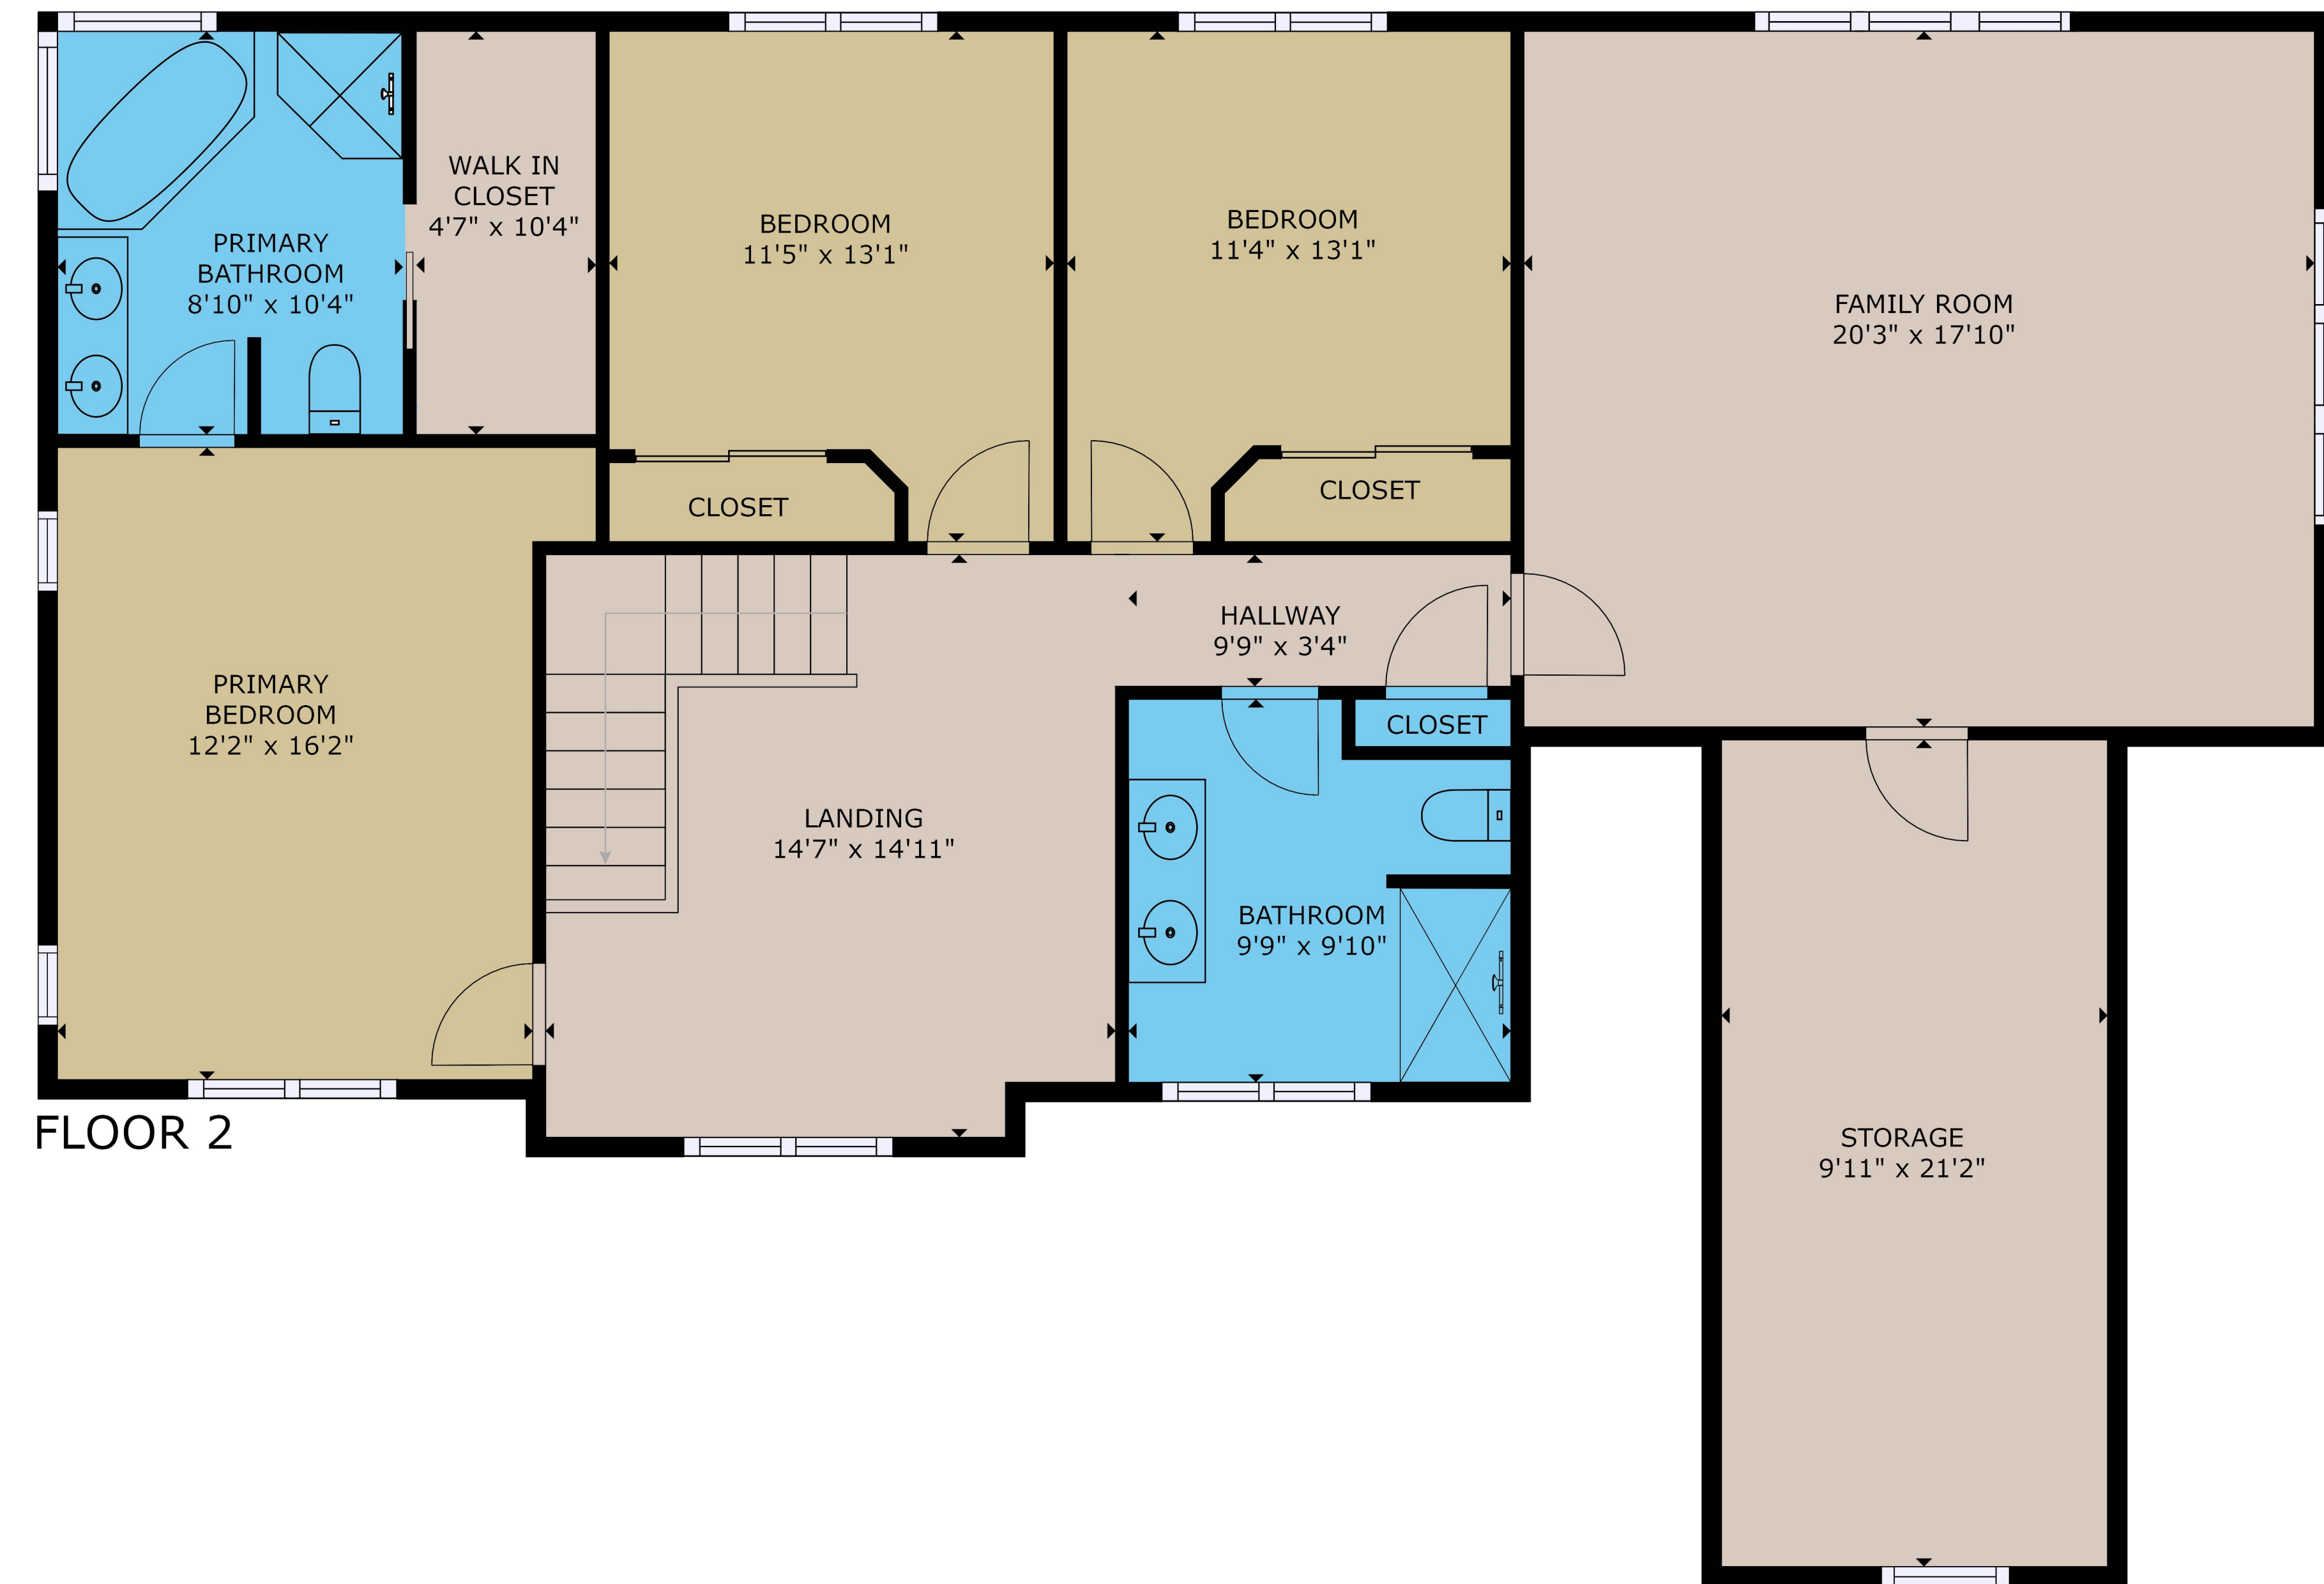 WALK IN
CLOSET
4'7" x 10'4"
PRIMARY
BATHROOM
8'10" x 10'4"
BEDROOM
11'5" x 13'1"
BEDROOM
11'4" x 13'1"
FAMILY ROOM
20'3" x 17'10"
CLOSET
CLOSET
HALLWAY
9'9" x 3'4"
PRIMARY
BEDROOM
12'2" x 16'2"
CLOSET
LANDING
14'7" x 14'11"
BATHROOM
9'9" x 9'10"
FLOOR 2
STORAGE
9'11" x 21'2"